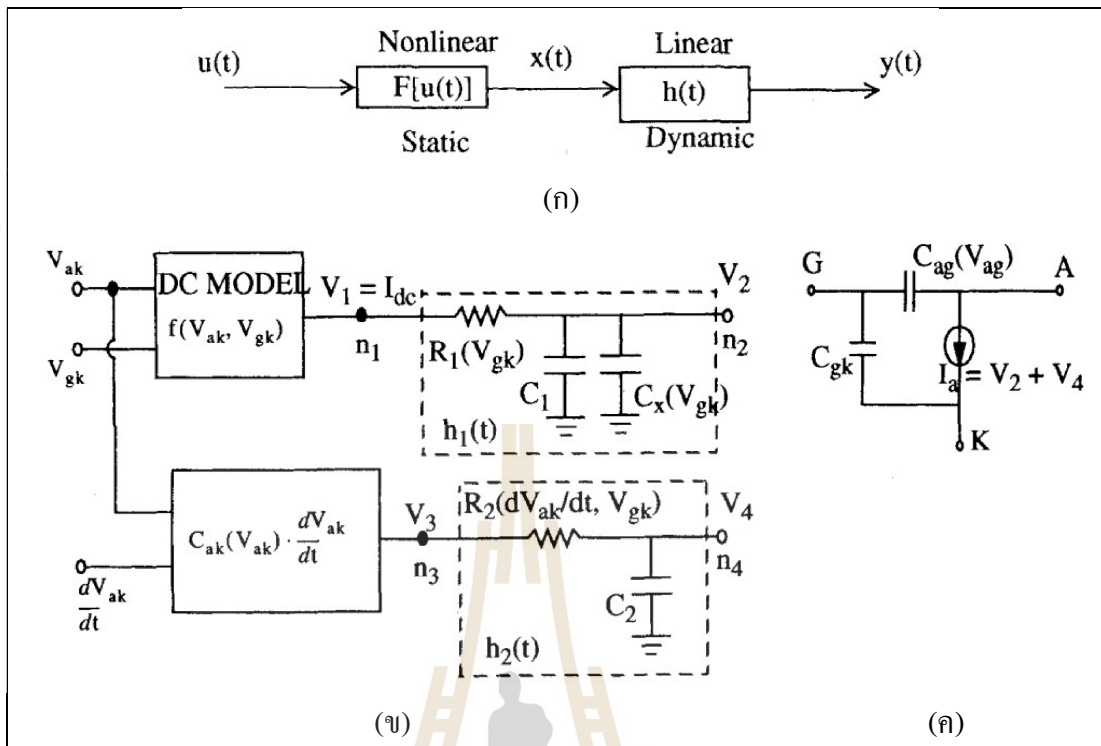 Nonlinear
Linear
u(t)
F[u(t)]
x(t)
h(t)
y(t)
Static
Dynamic
(ก)
V_ak
V_gk
DC MODEL
f(V_ak, V_gk)
V_1 = I_dc
n_1
R_1(V_gk)
C_1
C_x(V_gk)
h_1(t)
V_2
n_2
C_ak(V_ak) · dV_ak/dt
dV_ak/dt
V_3
n_3
R_2(dV_ak/dt, V_gk)
C_2
h_2(t)
V_4
n_4
(ข)
G
C_ag(V_ag)
A
C_gk
I_a = V_2 + V_4
K
(ค)